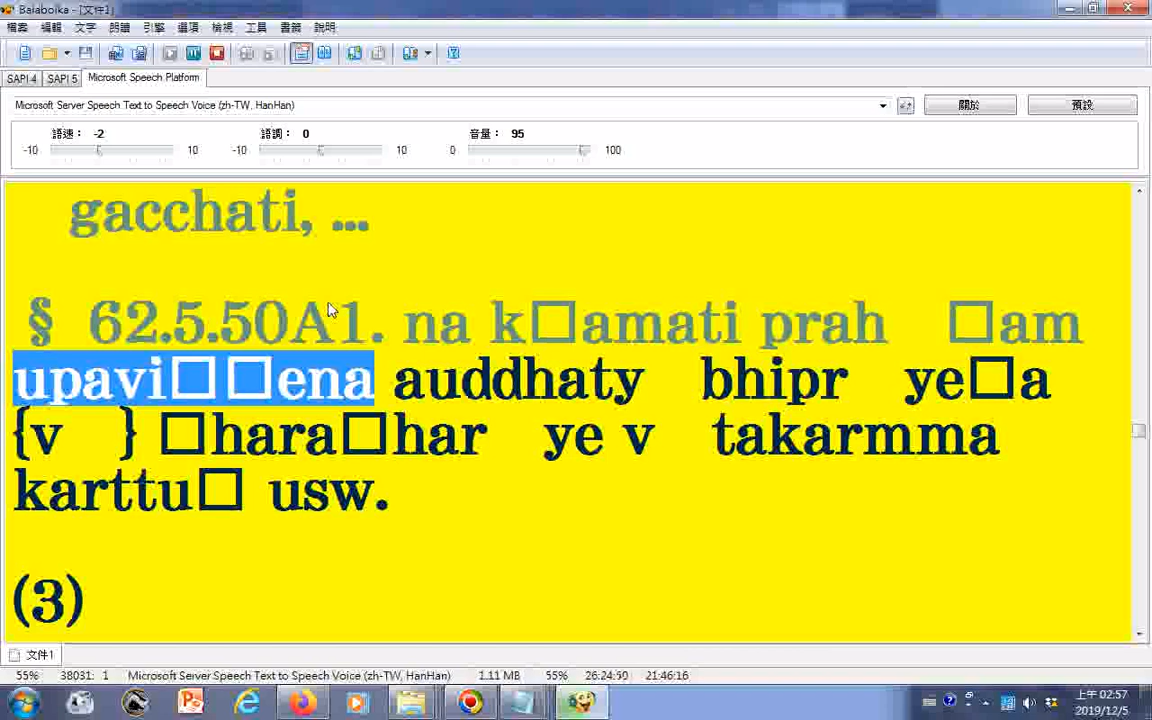 Balabolka - [文件1]
檔案 編輯 文字 朗讀 引擎 選項 檢視 工具 書籤 說明
SAPI 4 SAPI 5 Microsoft Speech Platform
Microsoft Server Speech Text to Speech Voice (zh-TW, HanHan) 關於 預設
語速： -2 語調： 0 音量： 95
-10 10 -10 10 0 100
gacchati, ...
§ 62.5.50A1. na k□amati prah □am
upavi□□ena auddhaty bhipr ye□a
{v } □hara□har ye v takarmma
karttu□ usw.
(3)
文件1
55% 38031: 1 Microsoft Server Speech Text to Speech Voice (zh-TW, HanHan) 1.11 MB 55% 26:24:50 21:46:16
上午 02:57
2019/12/5